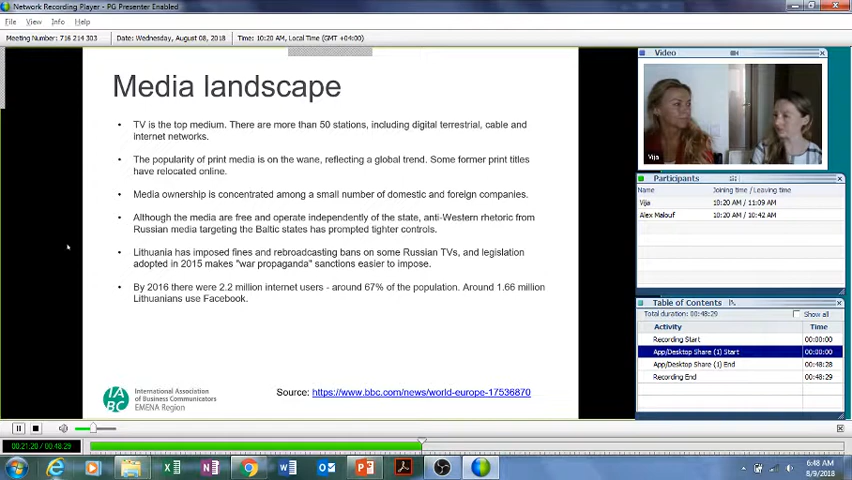 Network Recording Player - PG Presenter Enabled
File View Info Help
Meeting Number: 716 214 303 Date: Wednesday, August 08, 2018 Time: 10:20 AM, Local Time (GMT +04:00)
Media landscape
• TV is the top medium. There are more than 50 stations, including digital terrestrial, cable and
internet networks.
• The popularity of print media is on the wane, reflecting a global trend. Some former print titles
have relocated online.
• Media ownership is concentrated among a small number of domestic and foreign companies.
• Although the media are free and operate independently of the state, anti-Western rhetoric from
Russian media targeting the Baltic states has prompted tighter controls.
• Lithuania has imposed fines and rebroadcasting bans on some Russian TVs, and legislation
adopted in 2015 makes "war propaganda" sanctions easier to impose.
• By 2016 there were 2.2 million internet users - around 67% of the population. Around 1.66 million
Lithuanians use Facebook.
IABC
International Association
of Business Communicators
EMENA Region
Source: https://www.bbc.com/news/world-europe-17536870
Video
Vija
Participants
Name Joining time / Leaving time
Vija 10:20 AM / 11:09 AM
Alex Malouf 10:20 AM / 10:42 AM
Table of Contents
Total duration: 00:48:29 Show all
Activity Time
Recording Start 00:00:00
App/Desktop Share (1) Start 00:00:00
App/Desktop Share (1) End 00:48:28
Recording End 00:48:29
00:21:20 / 00:48:29
6:48 AM
8/9/2018